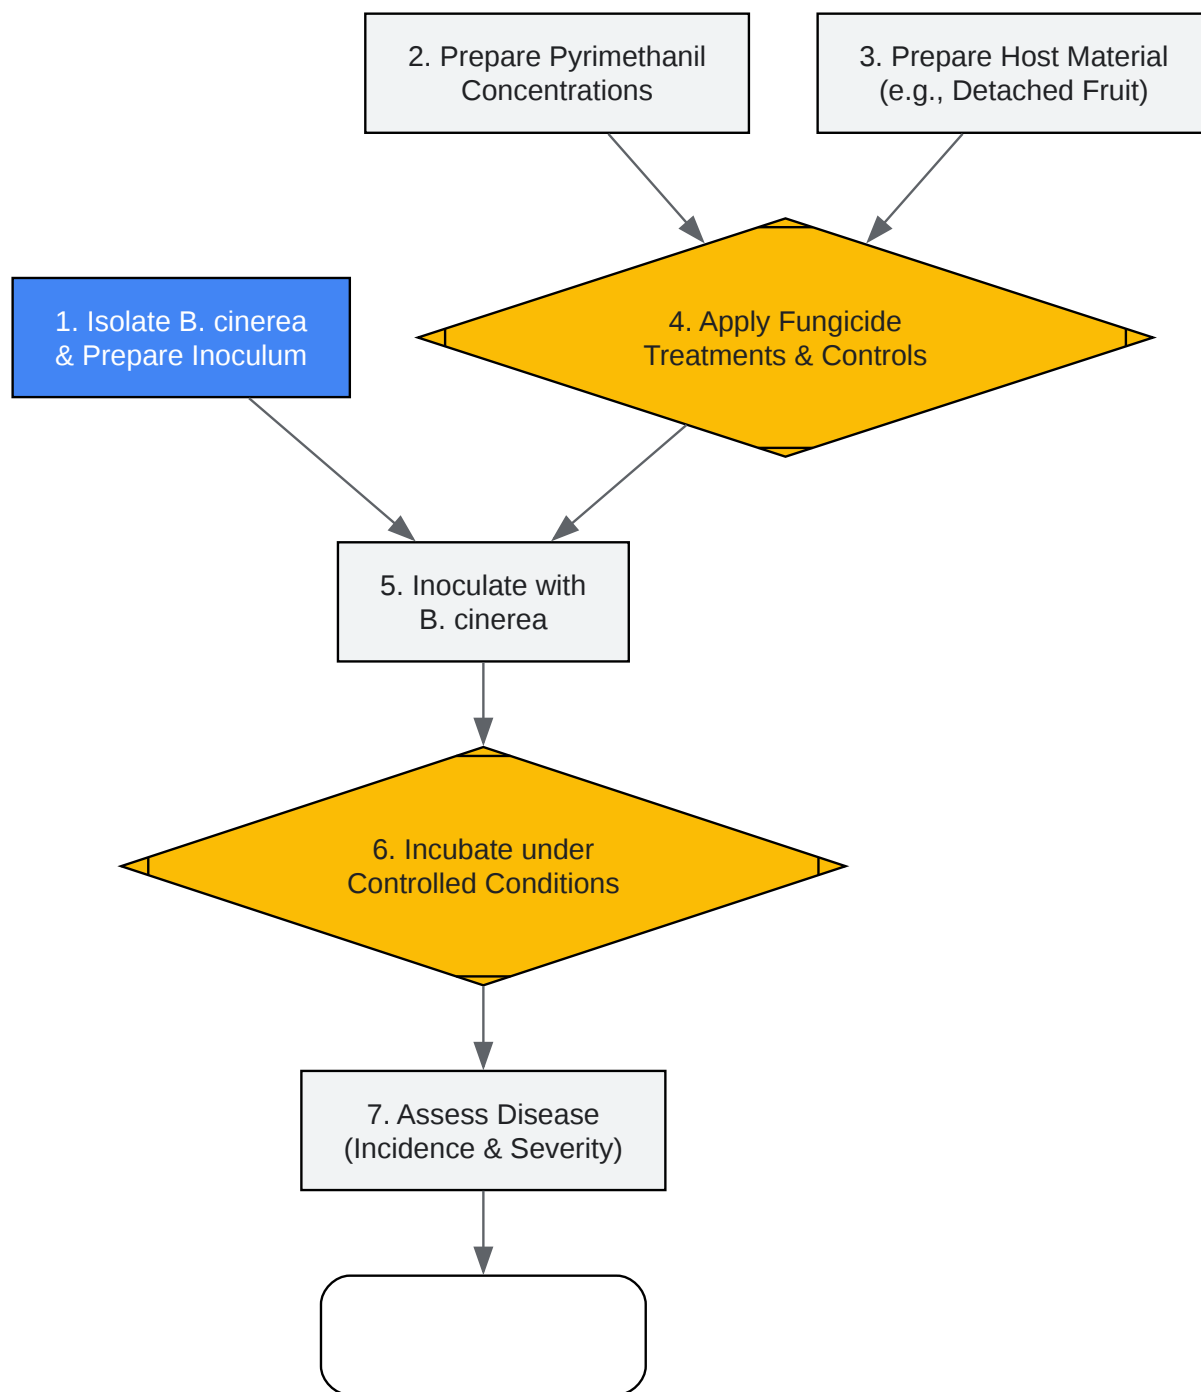 2. Prepare Pyrimethanil
Concentrations
3. Prepare Host Material
(e.g., Detached Fruit)
1. Isolate B. cinerea
& Prepare Inoculum
4. Apply Fungicide
Treatments & Controls
5. Inoculate with
B. cinerea
6. Incubate under
Controlled Conditions
7. Assess Disease
(Incidence & Severity)